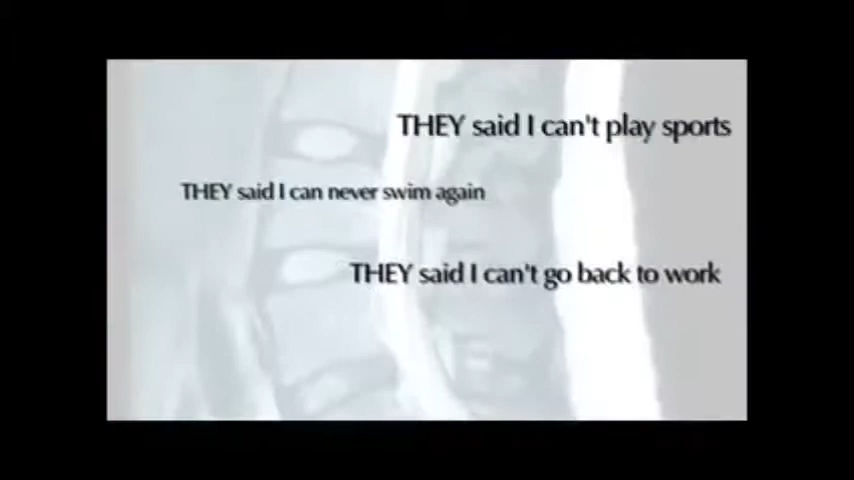 THEY said I can't play sports
THEY said I can never swim again
THEY said I can't go back to work